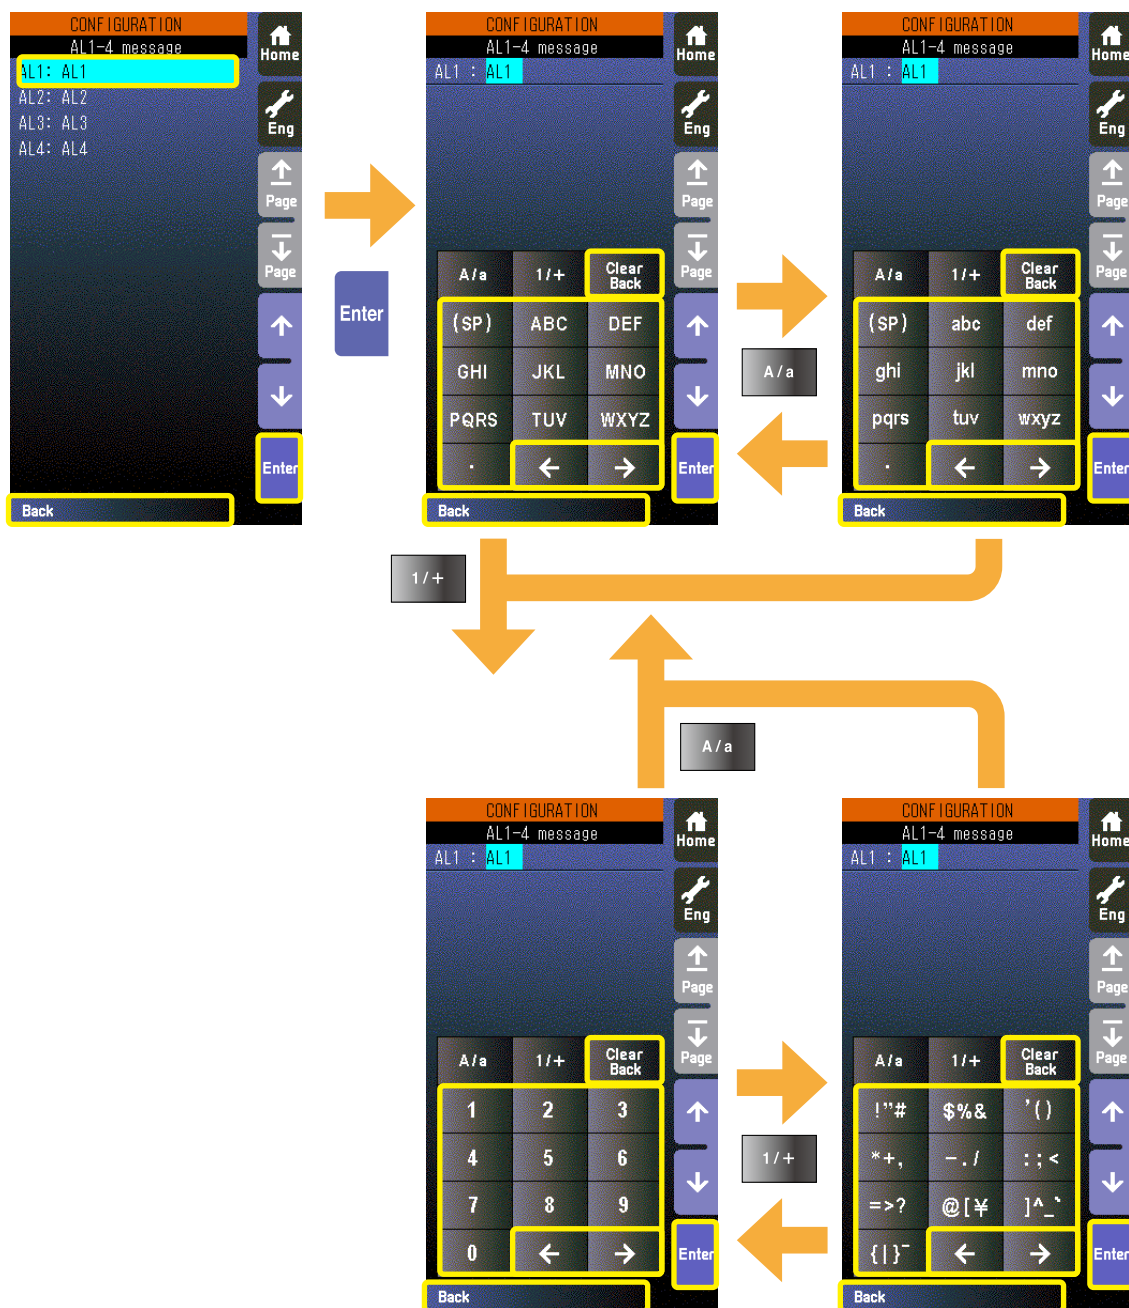 CONFIGURATION
AL1-4 message
AL1: AL1
AL2: AL2
AL3: AL3
AL4: AL4
Home
Eng
Page
Page
Enter
Back
Enter
CONFIGURATION
AL1-4 message
AL1 : AL1
Home
Eng
Page
Page
A/a 1/+ Clear Back
(SP) ABC DEF
GHI JKL MNO
PQRS TUV WXYZ
. ← →
↑
↓
Enter
Back
A/a
CONFIGURATION
AL1-4 message
AL1 : AL1
Home
Eng
Page
Page
A/a 1/+ Clear Back
(SP) abc def
ghi jkl mno
pqrs tuv wxyz
. ← →
↑
↓
Enter
Back
1/+
A/a
CONFIGURATION
AL1-4 message
AL1 : AL1
Home
Eng
Page
Page
A/a 1/+ Clear Back
1 2 3
4 5 6
7 8 9
0 ← →
↑
↓
Enter
Back
1/+
CONFIGURATION
AL1-4 message
AL1 : AL1
Home
Eng
Page
Page
A/a 1/+ Clear Back
!”# $%& ’()
*+, -./ :;<
=>? @[¥ ]^_`
{|}‾ ← →
↑
↓
Enter
Back